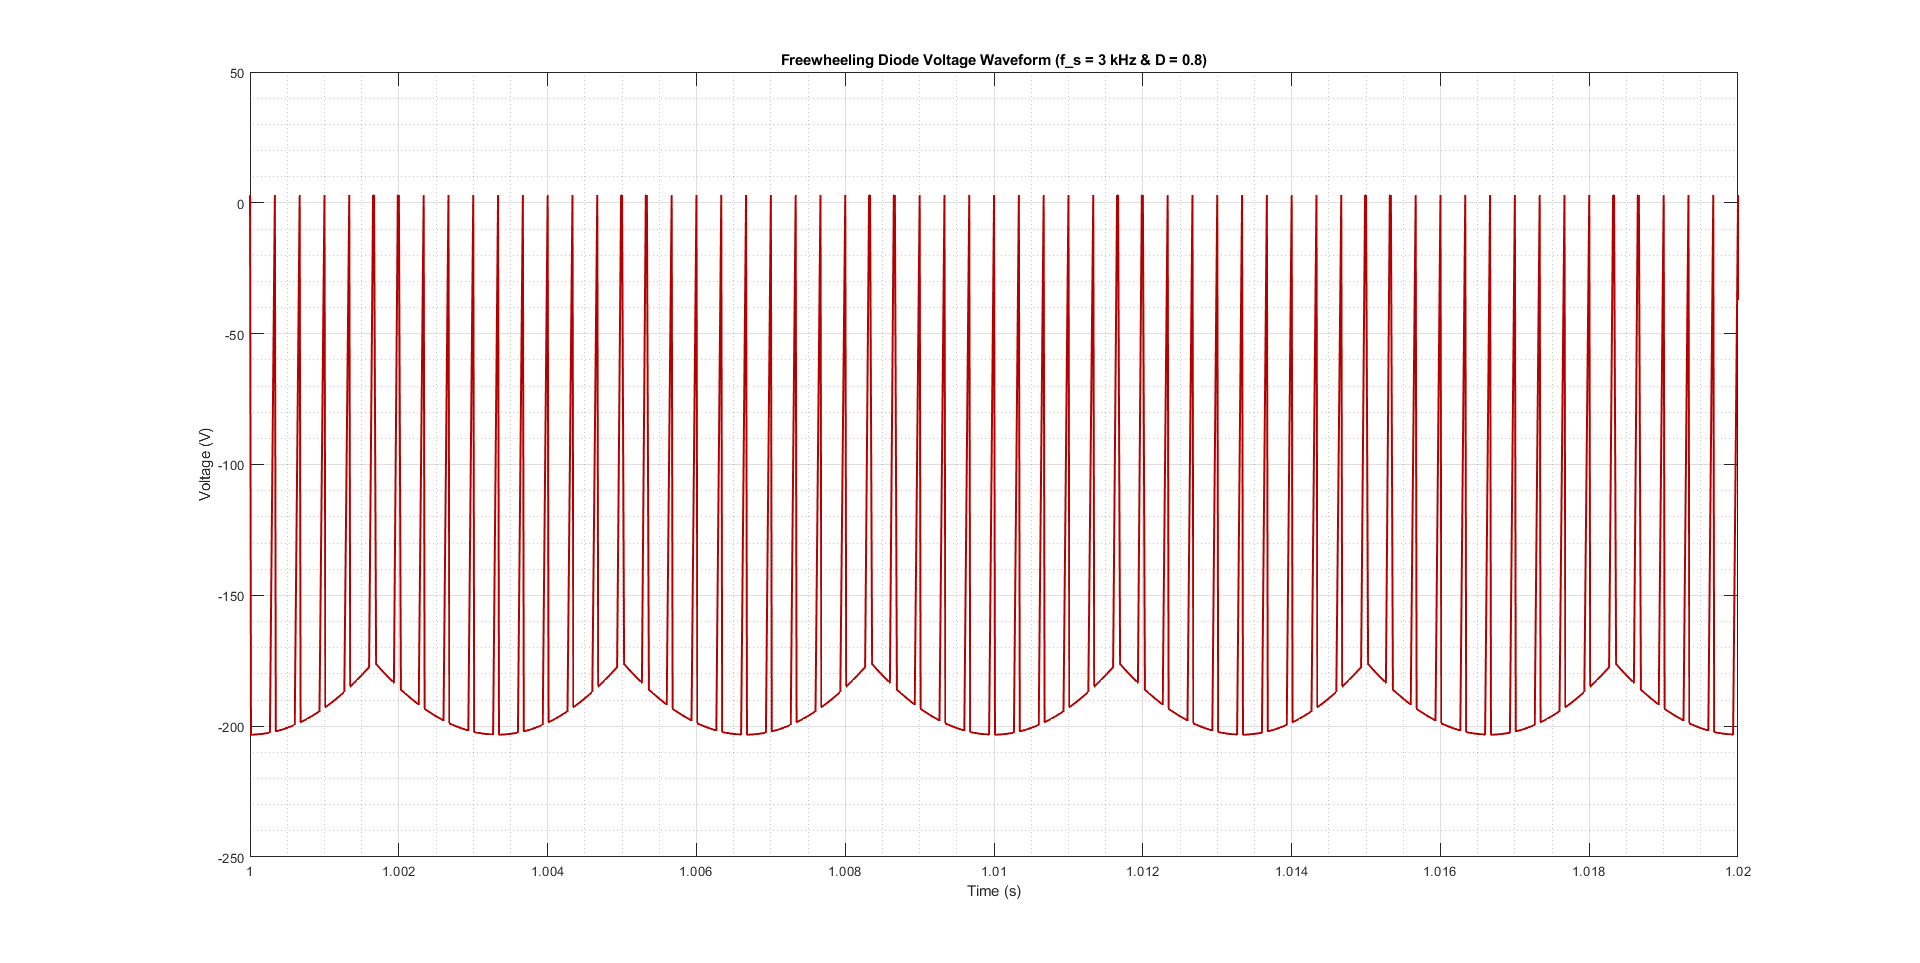 Freewheeling Diode Voltage Waveform (f_s = 3 kHz & D = 0.8)
50
0
-50
-100
-150
-200
-250
Voltage (V)
1 1.002 1.004 1.006 1.008 1.01 1.012 1.014 1.016 1.018 1.02
Time (s)